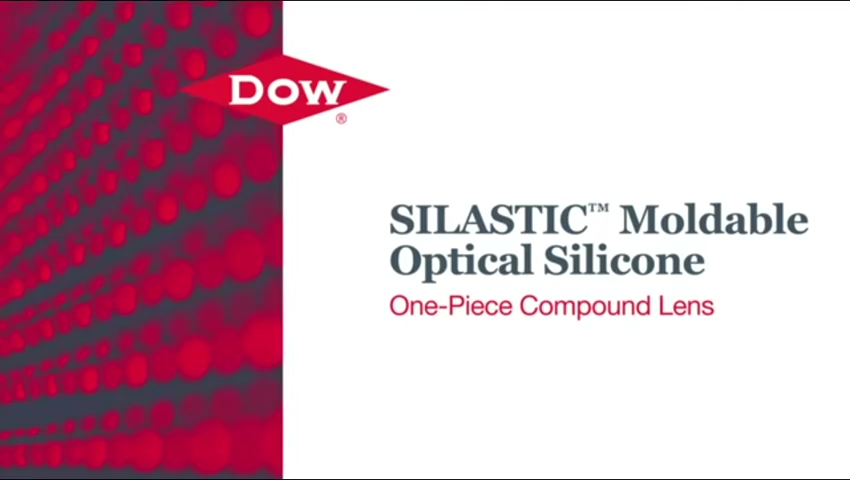 DOW
®
SILASTIC™ Moldable
Optical Silicone
One-Piece Compound Lens